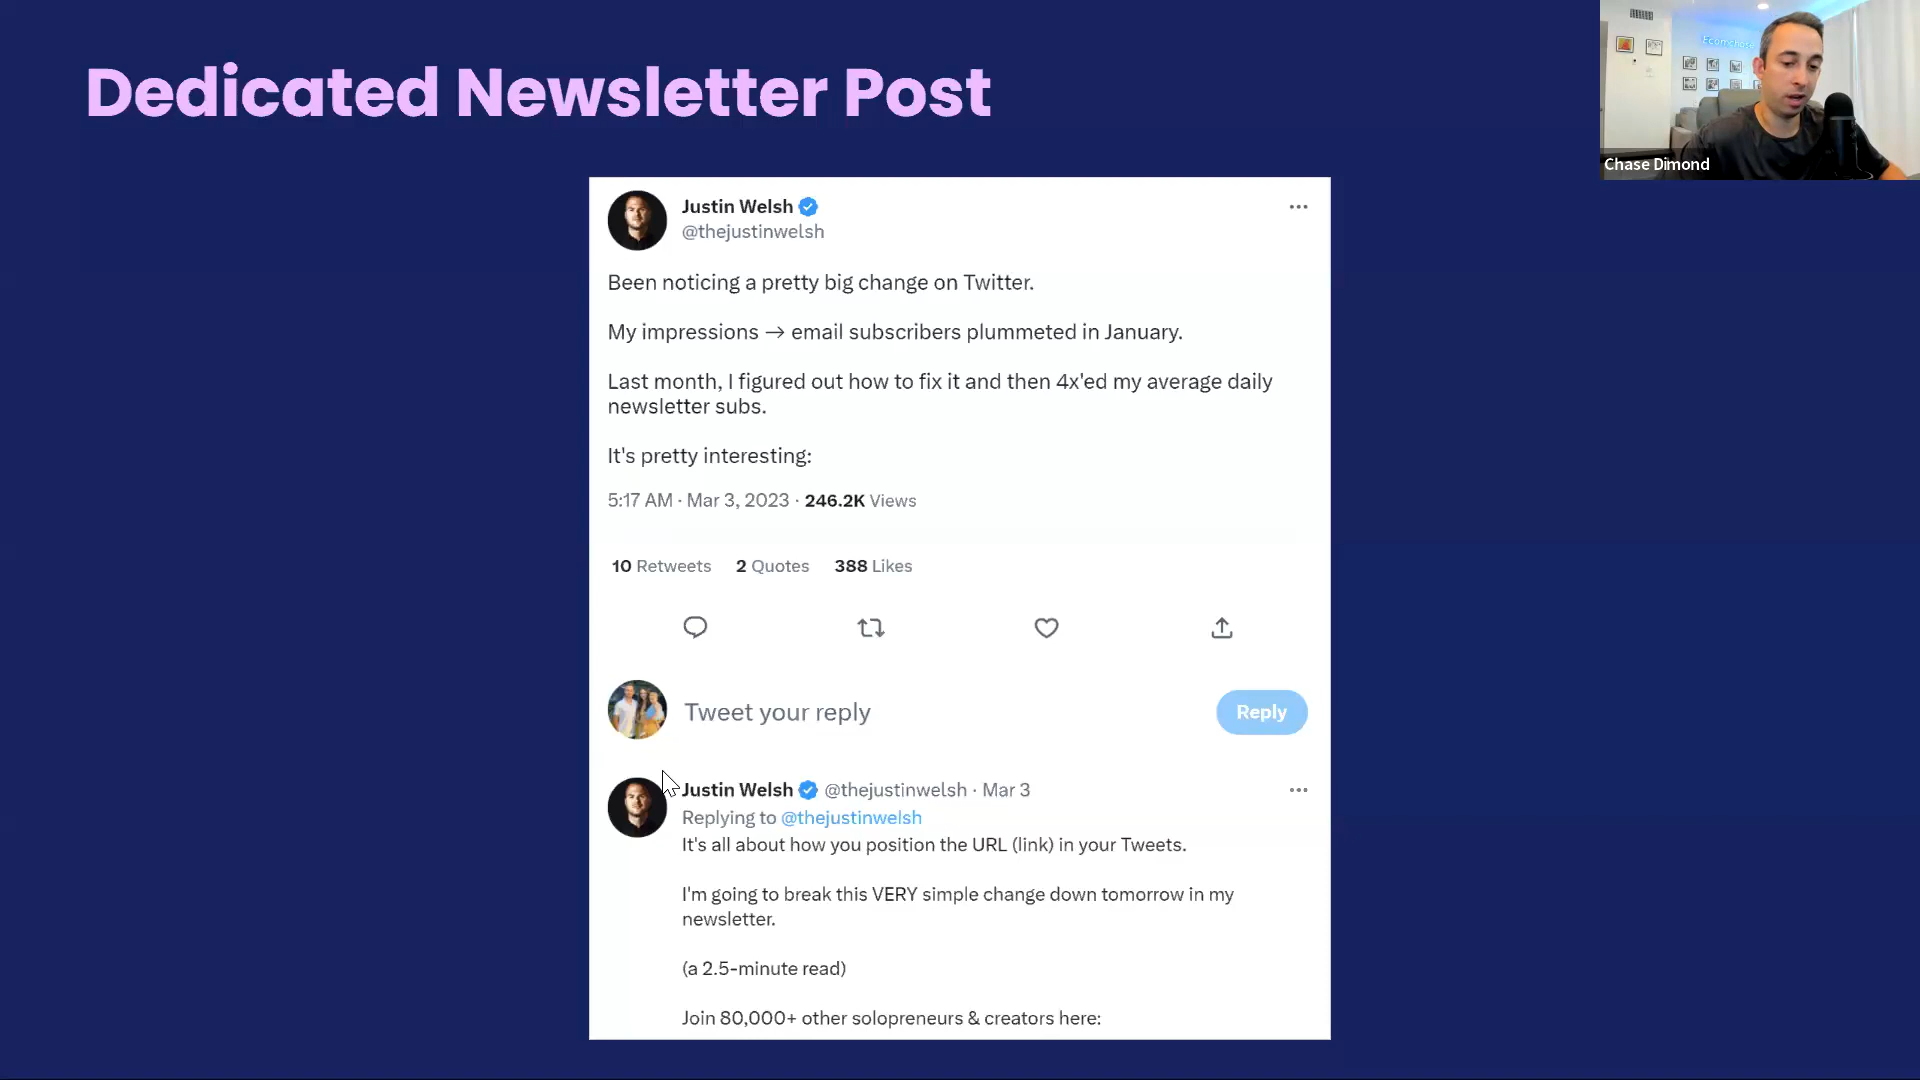 Dedicated Newsletter Post
Chase Dimond
Justin Welsh
@thejustinwelsh
Been noticing a pretty big change on Twitter.
My impressions → email subscribers plummeted in January.
Last month, I figured out how to fix it and then 4x'ed my average daily
newsletter subs.
It's pretty interesting:
5:17 AM · Mar 3, 2023 · 246.2K Views
10 Retweets 2 Quotes 388 Likes
Tweet your reply
Reply
Justin Welsh @thejustinwelsh · Mar 3
Replying to @thejustinwelsh
It's all about how you position the URL (link) in your Tweets.
I'm going to break this VERY simple change down tomorrow in my
newsletter.
(a 2.5-minute read)
Join 80,000+ other solopreneurs & creators here: